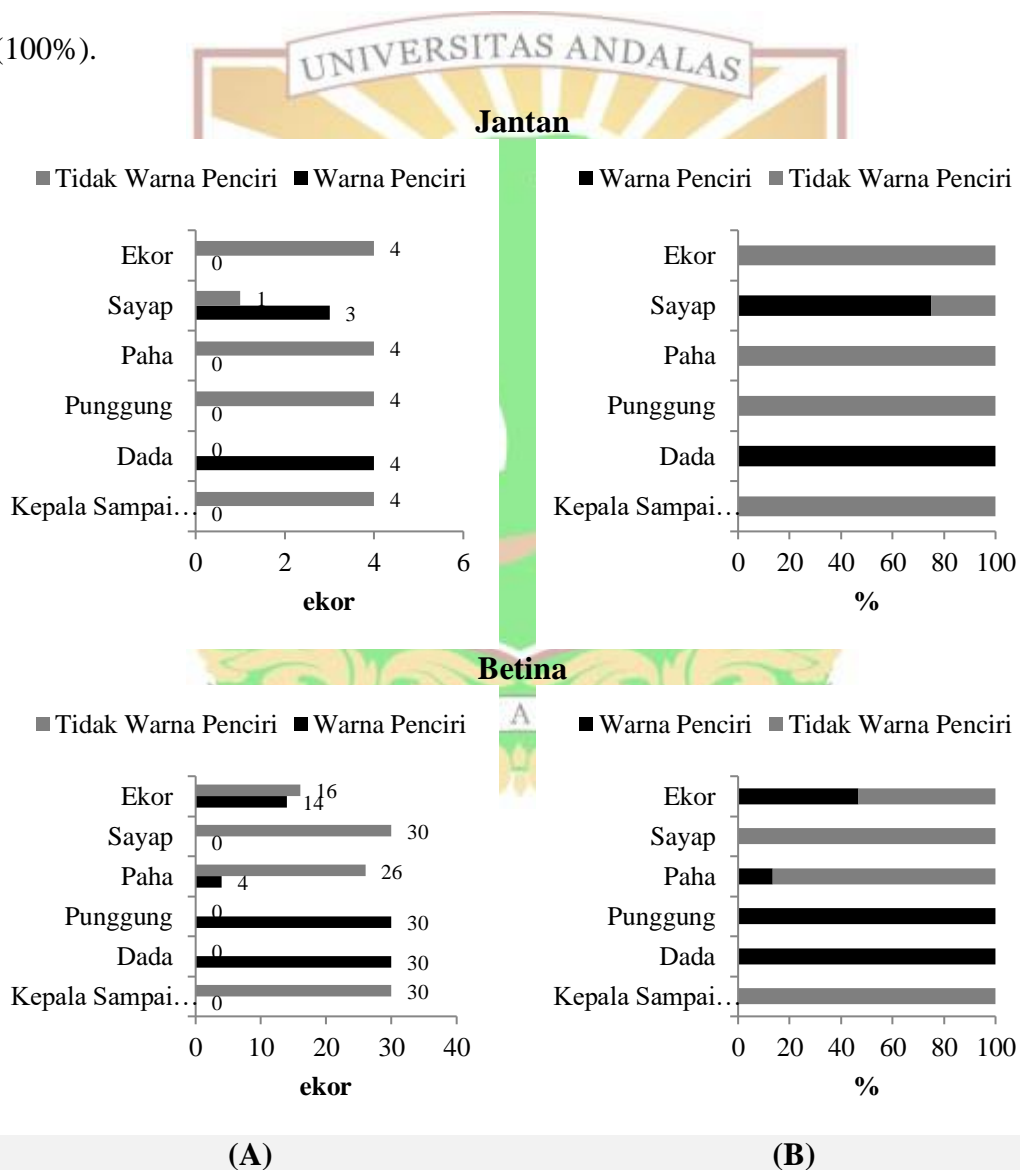 (100%).
UNIVERSITAS ANDALAS
Jantan
Tidak Warna Penciri Warna Penciri
Ekor 4 0
Sayap 1 3
Paha 4 0
Punggung 4 0
Dada 0 4
Kepala Sampai… 4 0
0 2 4 6
ekor
Warna Penciri Tidak Warna Penciri
Ekor
Sayap
Paha
Punggung
Dada
Kepala Sampai…
0 20 40 60 80 100
%
Betina
A
Tidak Warna Penciri Warna Penciri
Ekor 16 14
Sayap 30 0
Paha 26 4
Punggung 0 30
Dada 0 30
Kepala Sampai… 30 0
0 10 20 30 40
ekor
Warna Penciri Tidak Warna Penciri
Ekor
Sayap
Paha
Punggung
Dada
Kepala Sampai…
0 20 40 60 80 100
%
(A) (B)